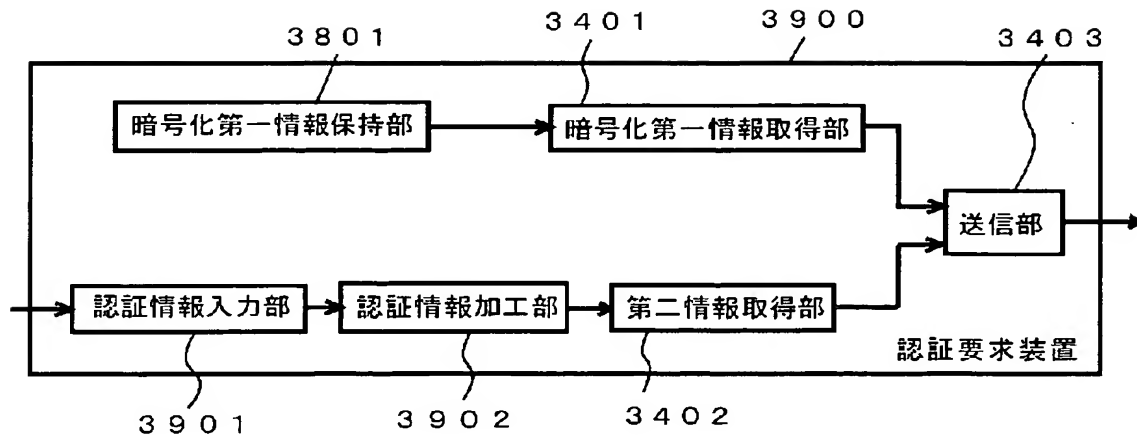 3801
3401
3900
3403
暗号化第一情報保持部
暗号化第一情報取得部
送信部
認証情報入力部
認証情報加工部
第二情報取得部
認証要求装置
3901
3902
3402